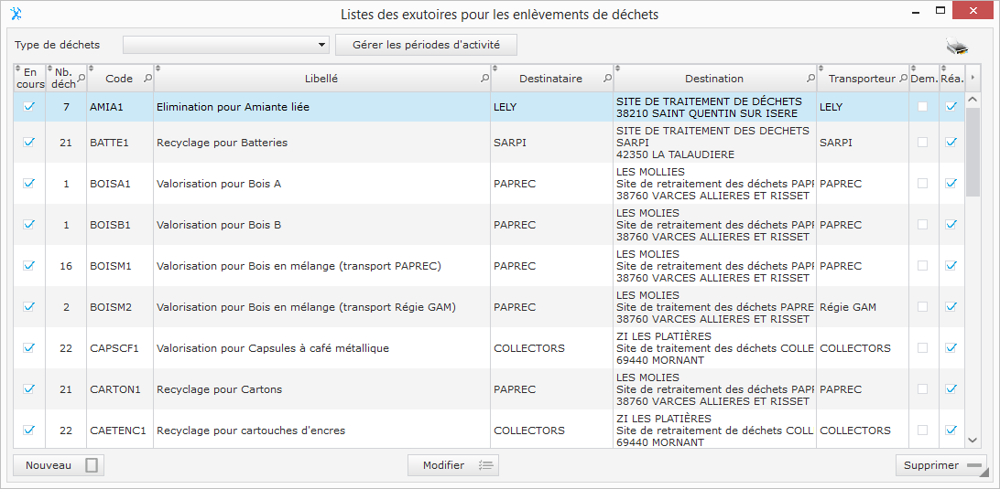 Listes des exutoires pour les enlèvements de déchets
Type de déchets
Gérer les périodes d'activité
En cours
Nb. déch
Code
Libellé
Destinataire
Destination
Transporteur
Dem.
Réa.
7 AMIA1 Elimination pour Amiante liée LELY SITE DE TRAITEMENT DE DÉCHETS LELY
38210 SAINT QUENTIN SUR ISERE
SITE DE TRAITEMENT DES DECHETS
21 BATTE1 Recyclage pour Batteries SARPI SARPI SARPI
42350 LA TALAUDIERE
LES MOLLIES
1 BOISA1 Valorisation pour Bois A PAPREC Site de retraitement des déchets PAPR PAPREC
38760 VARCES ALLIERES ET RISSET
LES MOLIES
1 BOISB1 Valorisation pour Bois B PAPREC Site de retraitement des déchets PAPR PAPREC
38760 VARCES ALLIERES ET RISSET
LES MOLIES
16 BOISM1 Valorisation pour Bois en mélange (transport PAPREC) PAPREC Site de retraitement des déchets PAPR PAPREC
38760 VARCES ALLIERES ET RISSET
LES MOLIES
2 BOISM2 Valorisation pour Bois en mélange (transport Régie GAM) PAPREC Site de traitement des déchets PAPRE Régie GAM
38760 VARCES ALLIERES ET RISSET
ZI LES PLATIÈRES
22 CAPSCF1 Valorisation pour Capsules à café métallique COLLECTORS Site de traitement des déchets COLLE COLLECTORS
69440 MORNANT
LES MOLIES
21 CARTON1 Recyclage pour Cartons PAPREC Site de retraitement des déchets PAPR PAPREC
38760 VARCES ALLIERES ET RISSET
ZI LES PLATIÈRES
22 CAETENC1 Recyclage pour cartouches d'encres COLLECTORS Site de retraitement de déchets COLL COLLECTORS
69440 MORNANT
Nouveau
Modifier
Supprimer